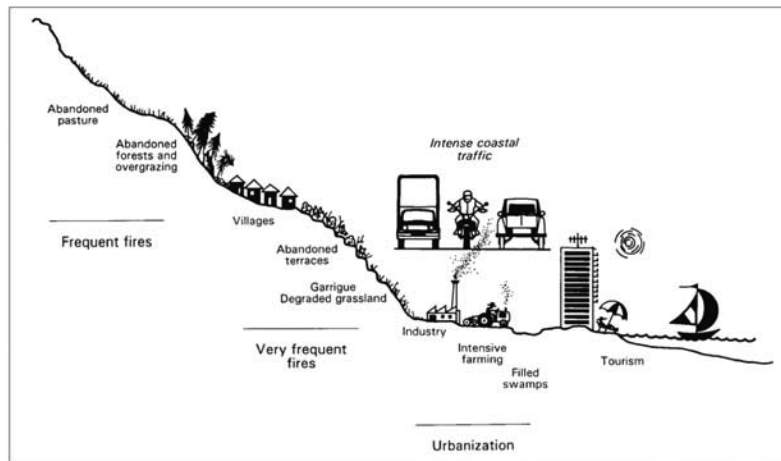 Abandoned
pasture
Abandoned
forests and
overgrazing
Frequent fires
Villages
Abandoned
terraces
Garrigue
Degraded grassland
Very frequent
fires
Intense coastal
traffic
Industry
Intensive
farming
Filled
swamps
Tourism
Urbanization